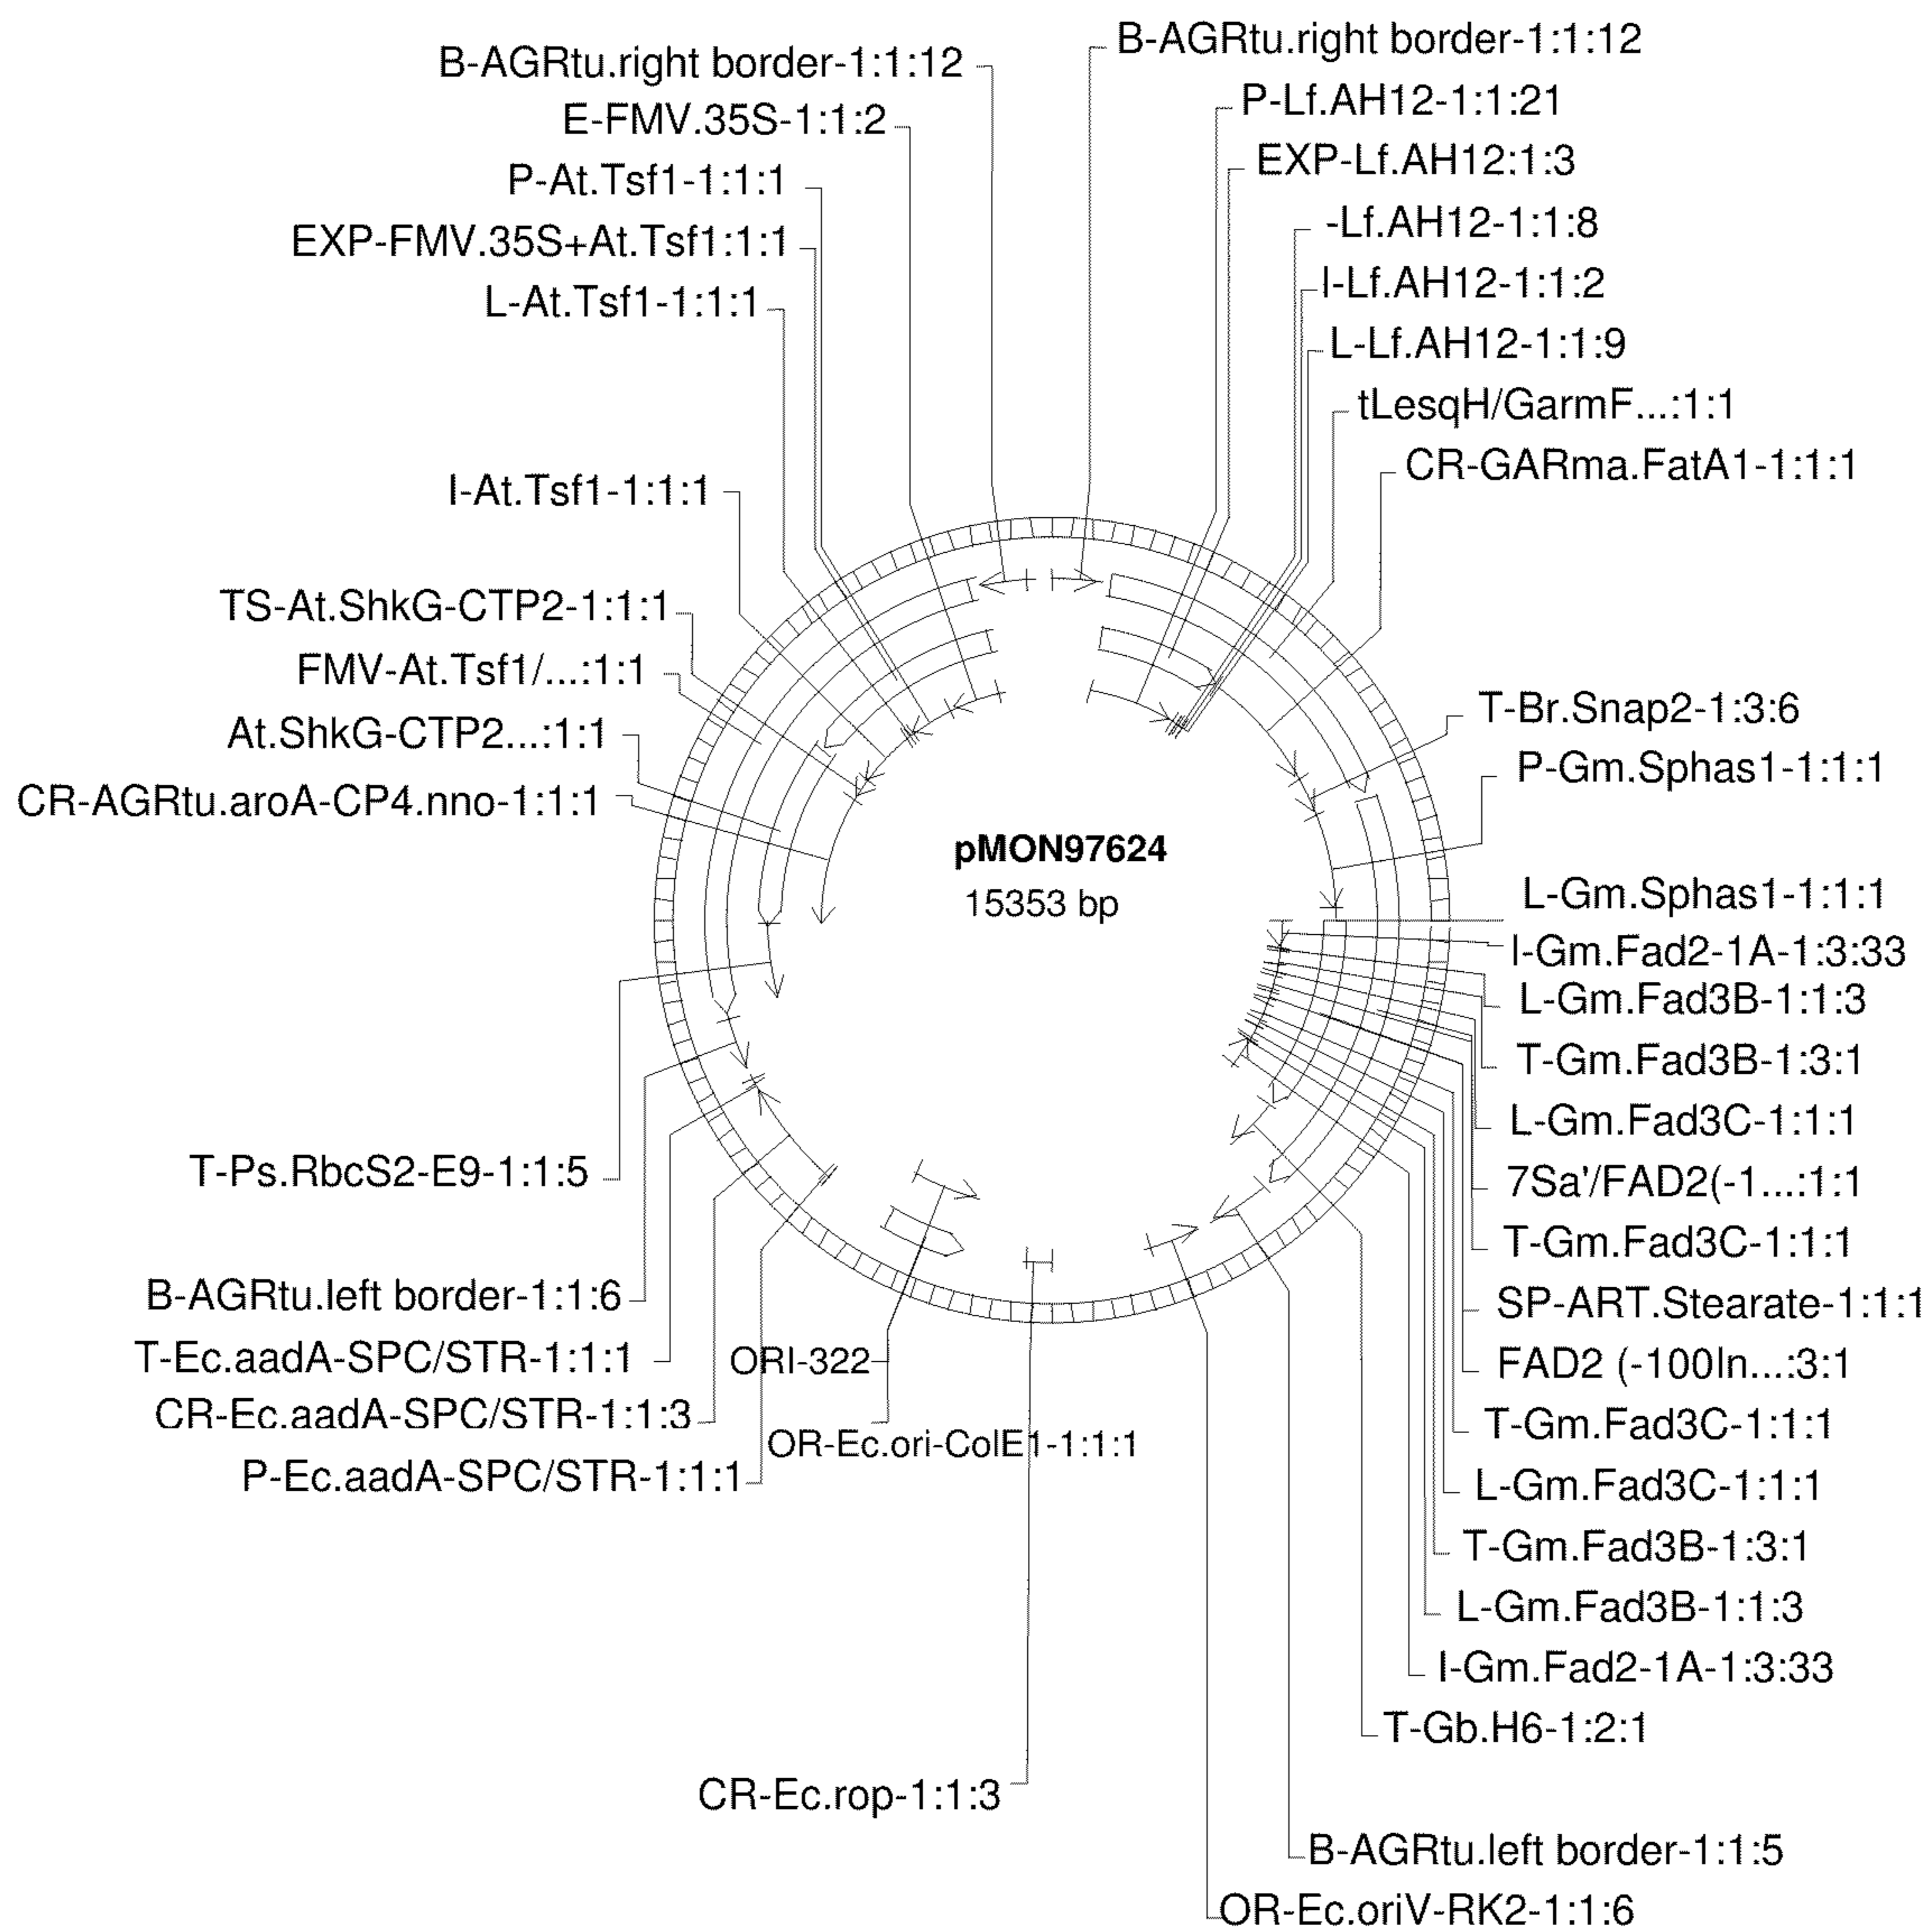 B-AGRtu.right border-1:1:12
B-AGRtu.right border-1:1:12
E-FMV.35S-1:1:2
P-At.Tsf1-1:1:1
EXP-FMV.35S+At.Tsf1:1:1
L-At.Tsf1-1:1:1
I-At.Tsf1-1:1:1
TS-At.ShkG-CTP2-1:1:1
FMV-At.Tsf1/...:1:1
At.ShkG-CTP2...:1:1
CR-AGRtu.aroA-CP4.nno-1:1:1
P-Lf.AH12-1:1:21
EXP-Lf.AH12:1:3
-Lf.AH12-1:1:8
I-Lf.AH12-1:1:2
L-Lf.AH12-1:1:9
tLesqH/GarmF...:1:1
CR-GARma.FatA1-1:1:1
T-Br.Snap2-1:3:6
P-Gm.Sphas1-1:1:1
pMON97624
15353 bp
L-Gm.Sphas1-1:1:1
I-Gm.Fad2-1A-1:3:33
L-Gm.Fad3B-1:1:3
T-Gm.Fad3B-1:3:1
L-Gm.Fad3C-1:1:1
7Sa'/FAD2(-1...:1:1
T-Gm.Fad3C-1:1:1
SP-ART.Stearate-1:1:1
FAD2 (-100In...:3:1
T-Gm.Fad3C-1:1:1
L-Gm.Fad3C-1:1:1
T-Gm.Fad3B-1:3:1
L-Gm.Fad3B-1:1:3
I-Gm.Fad2-1A-1:3:33
T-Gb.H6-1:2:1
B-AGRtu.left border-1:1:5
OR-Ec.oriV-RK2-1:1:6
T-Ps.RbcS2-E9-1:1:5
B-AGRtu.left border-1:1:6
T-Ec.aadA-SPC/STR-1:1:1
CR-Ec.aadA-SPC/STR-1:1:3
P-Ec.aadA-SPC/STR-1:1:1
ORI-322
OR-Ec.ori-ColE1-1:1:1
CR-Ec.rop-1:1:3